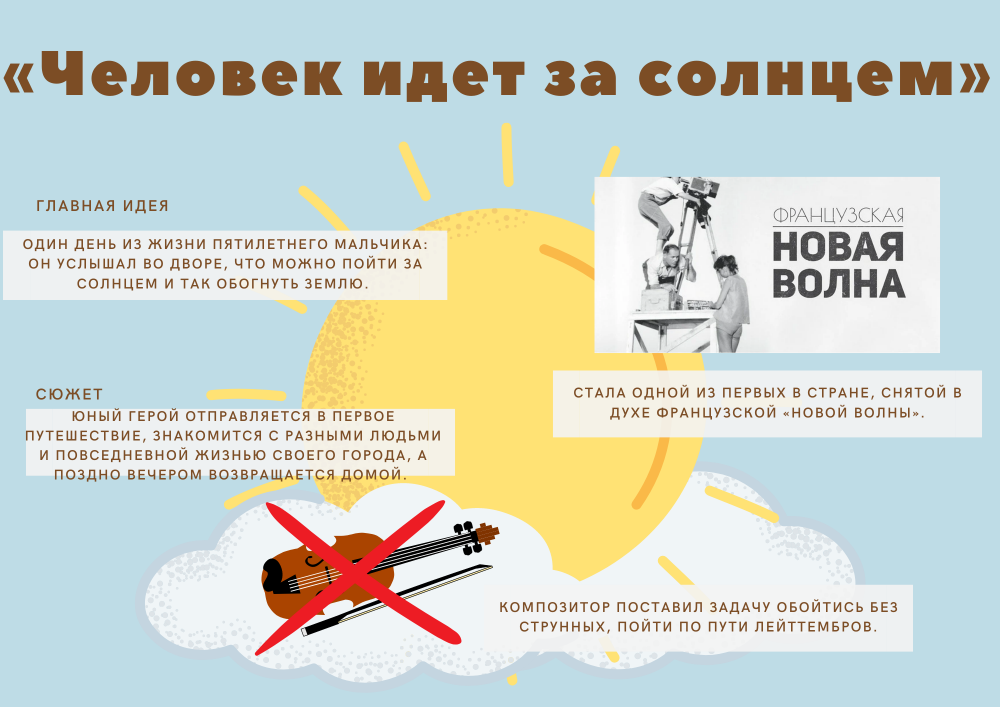 «Человек идет за солнцем»
ГЛАВНАЯ ИДЕЯ
ОДИН ДЕНЬ ИЗ ЖИЗНИ ПЯТИЛЕТНЕГО МАЛЬЧИКА:
ОН УСЛЫШАЛ ВО ДВОРЕ, ЧТО МОЖНО ПОЙТИ ЗА
СОЛНЦЕМ И ТАК ОБОГНУТЬ ЗЕМЛЮ.
СЮЖЕТ
ЮНЫЙ ГЕРОЙ ОТПРАВЛЯЕТСЯ В ПЕРВОЕ
ПУТЕШЕСТВИЕ, ЗНАКОМИТСЯ С РАЗНЫМИ ЛЮДЬМИ
И ПОВСЕДНЕВНОЙ ЖИЗНЬЮ СВОЕГО ГОРОДА, А
ПОЗДНО ВЕЧЕРОМ ВОЗВРАЩАЕТСЯ ДОМОЙ.
ФРАНЦУЗСКАЯ
НОВАЯ
ВОЛНА
СТАЛА ОДНОЙ ИЗ ПЕРВЫХ В СТРАНЕ, СНЯТОЙ В
ДУХЕ ФРАНЦУЗСКОЙ «НОВОЙ ВОЛНЫ».
КОМПОЗИТОР ПОСТАВИЛ ЗАДАЧУ ОБОЙТИСЬ БЕЗ
СТРУННЫХ, ПОЙТИ ПО ПУТИ ЛЕЙТТЕМБРОВ.